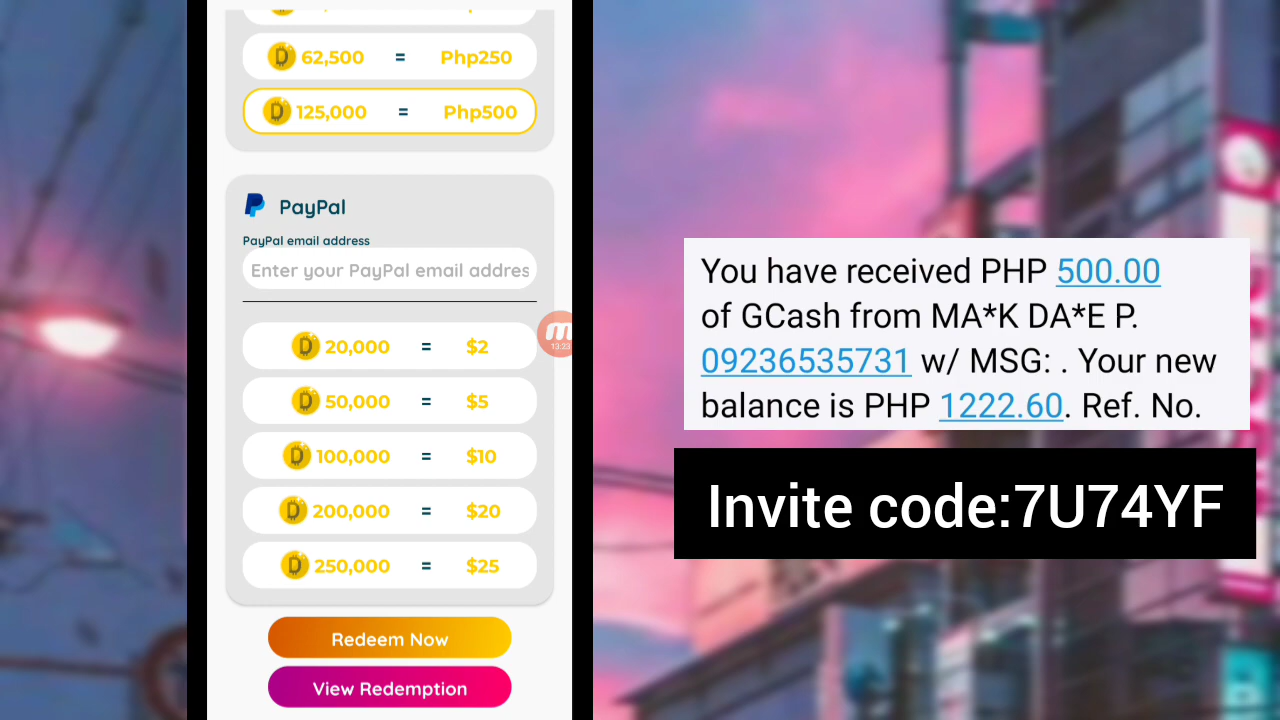 62,500 = Php250
125,000 = Php500
PayPal
PayPal email address
Enter your PayPal email addres
20,000 = $2
50,000 = $5
100,000 = $10
200,000 = $20
250,000 = $25
Redeem Now
View Redemption
13:23
You have received PHP 500.00
of GCash from MA*K DA*E P.
09236535731 w/ MSG: . Your new
balance is PHP 1222.60. Ref. No.
Invite code:7U74YF